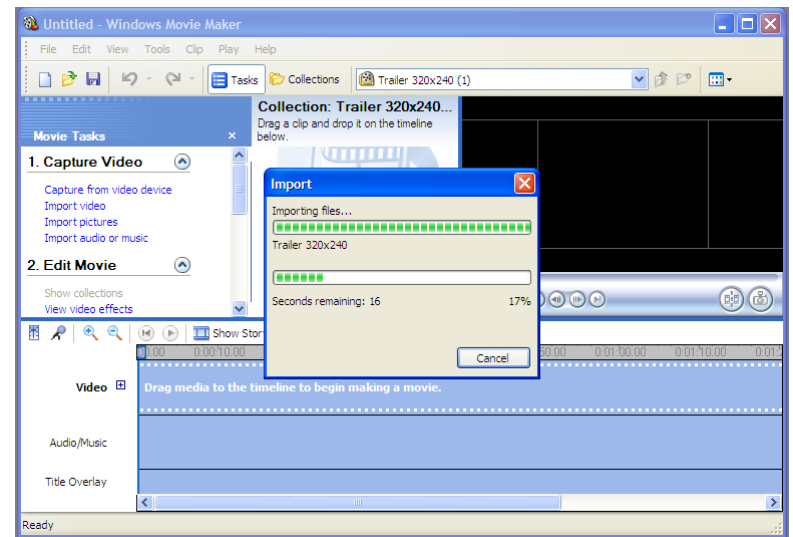 Untitled - Windows Movie Maker
File Edit View Tools Clip Play Help
Tasks Collections Trailer 320x240 (1)
Movie Tasks ×
Collection: Trailer 320x240...
Drag a clip and drop it on the timeline
below.
1. Capture Video
Capture from video device
Import video
Import pictures
Import audio or music
2. Edit Movie
Show collections
View video effects
Import
Importing files...
Trailer 320x240
Seconds remaining: 16 17%
Cancel
Show Stor
0:00:10.00 0:01:00.00 0:01:10.00
Video Drag media to the timeline to begin making a movie.
Audio/Music
Title Overlay
Ready